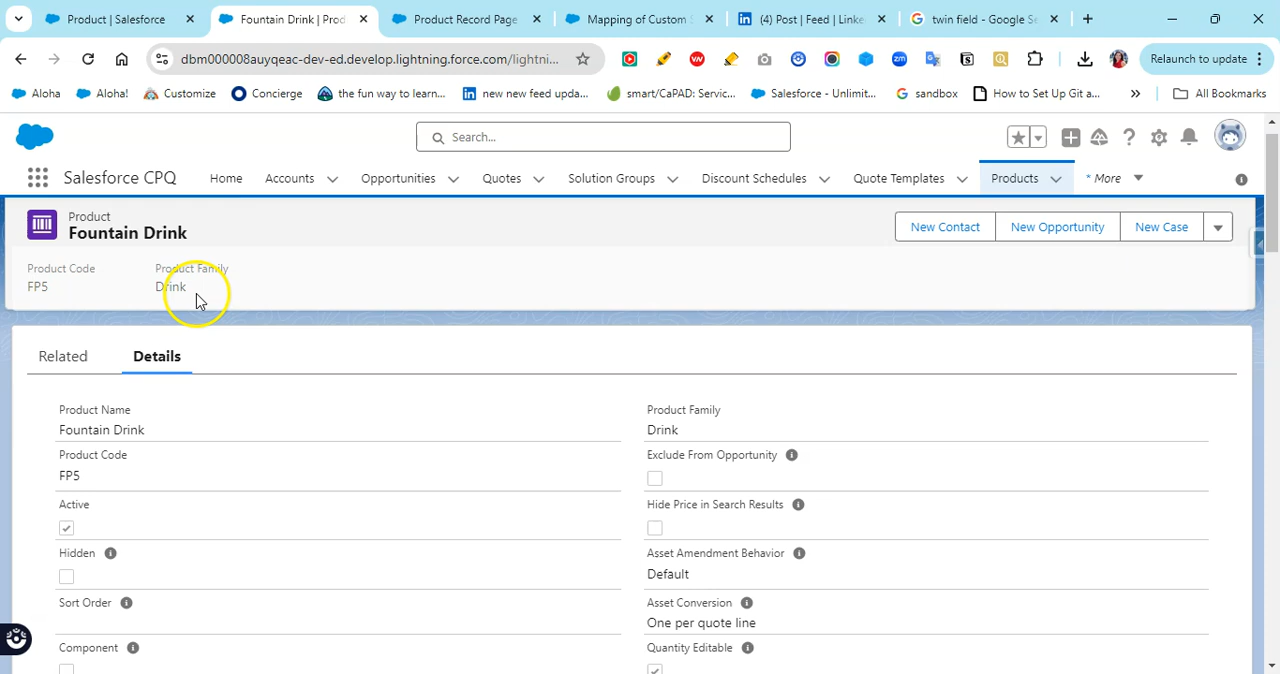 Product | Salesforce
Fountain Drink | Prod
Product Record Page
Mapping of Custom
(4) Post | Feed | Linke
twin field - Google Se
dbm000008auyqeac-dev-ed.develop.lightning.force.com/lightni...
Relaunch to update
Aloha
Aloha!
Customize
Concierge
the fun way to learn...
new new feed upda...
smart/CaPAD: Servic...
Salesforce - Unlimit...
sandbox
How to Set Up Git a...
»
All Bookmarks
Search...
Salesforce CPQ
Home
Accounts
Opportunities
Quotes
Solution Groups
Discount Schedules
Quote Templates
Products
* More
Product
Fountain Drink
New Contact
New Opportunity
New Case
Product Code
Product Family
FP5
Drink
Related
Details
Product Name
Product Family
Fountain Drink
Drink
Product Code
Exclude From Opportunity
FP5
Active
Hide Price in Search Results
Hidden
Asset Amendment Behavior
Default
Sort Order
Asset Conversion
One per quote line
Component
Quantity Editable